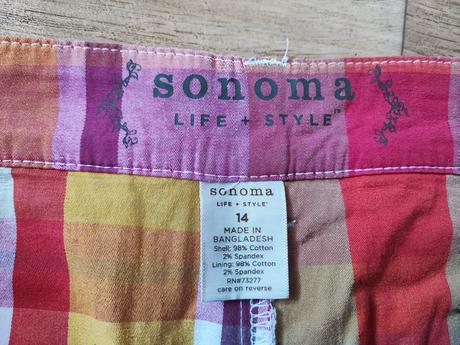 sonoma
LIFE + STYLE™
sonoma
LIFE + STYLE®
14
MADE IN
BANGLADESH
Shell: 98% Cotton
2% Spandex
Lining: 98% Cotton
2% Spandex
RN#73277
care on reverse